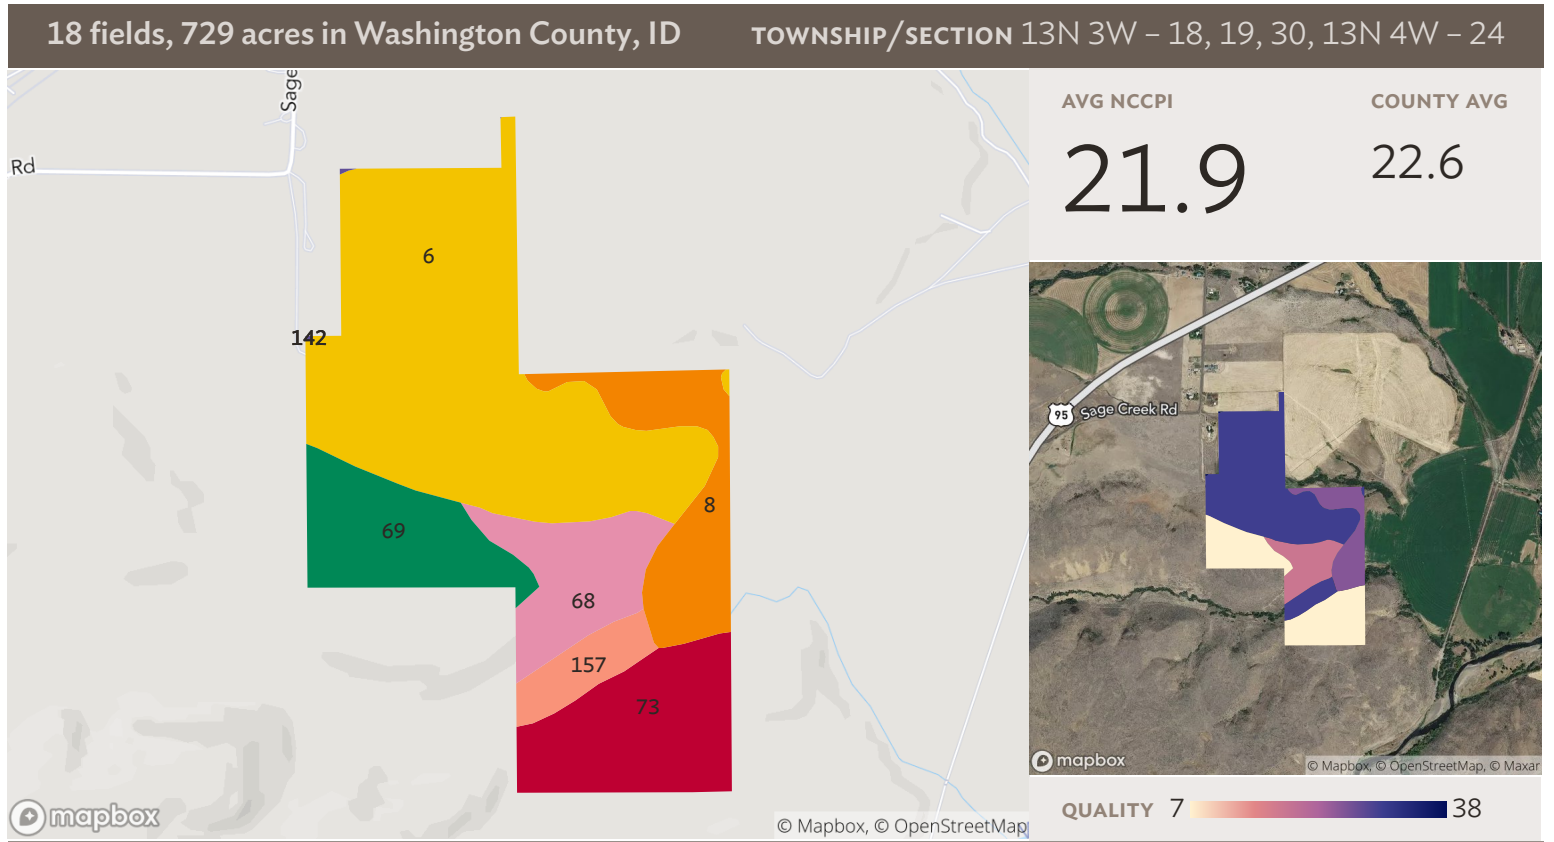 18 fields, 729 acres in Washington County, ID
TOWNSHIP/SECTION 13N 3W – 18, 19, 30, 13N 4W – 24
Sage
Rd
6
142
8
69
68
157
73
mapbox
© Mapbox, © OpenStreetMap
AVG NCCPI
COUNTY AVG
21.9
22.6
95
Sage Creek Rd
mapbox
© Mapbox, © OpenStreetMap, © Maxar
QUALITY 7 38